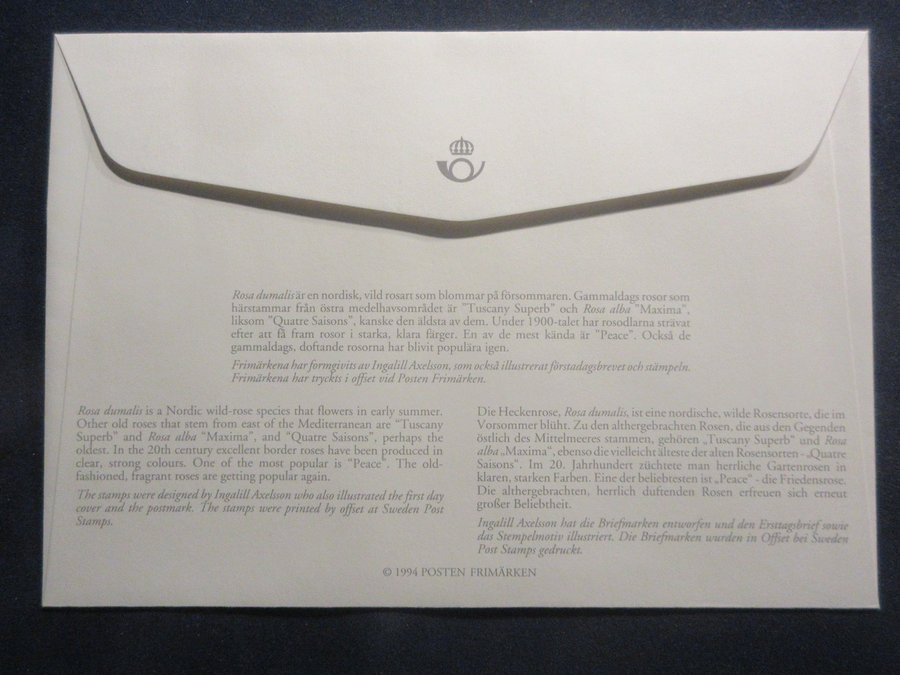 Rosa dumalis är en nordisk, vild rosart som blommar på försommaren. Gammaldags rosor som
härstammar från östra medelhavsområdet är "Tuscany Superb" och Rosa alba "Maxima",
liksom "Quatre Saisons", kanske den äldsta av dem. Under 1900-talet har rosodlarna strävat
efter att få fram rosor i starka, klara färger. En av de mest kända är "Peace". Också de
gammaldags, doftande rosorna har blivit populära igen.
Frimärkena har formgivits av Ingalill Axelsson, som också illustrerat förstadagsbrevet och stämpeln.
Frimärkena har tryckts i offset vid Posten Frimärken.
Rosa dumalis is a Nordic wild-rose species that flowers in early summer.
Other old roses that stem from east of the Mediterranean are "Tuscany
Superb" and Rosa alba "Maxima", and "Quatre Saisons", perhaps the
oldest. In the 20th century excellent border roses have been produced in
clear, strong colours. One of the most popular is "Peace". The old-
fashioned, fragrant roses are getting popular again.
The stamps were designed by Ingalill Axelsson who also illustrated the first day
cover and the postmark. The stamps were printed by offset at Sweden Post
Stamps.
Die Heckenrose, Rosa dumalis, ist eine nordische, wilde Rosensorte, die im
Vorsommer blüht. Zu den althergebrachten Rosen, die aus den Gegenden
östlich des Mittelmeeres stammen, gehören „Tuscany Superb" und Rosa
alba „Maxima", ebenso die vielleicht älteste der alten Rosensorten - „Quatre
Saisons". Im 20. Jahrhundert züchtete man herrliche Gartenrosen in
klaren, starken Farben. Eine der beliebtesten ist „Peace" - die Friedensrose.
Die althergebrachten, herrlich duftenden Rosen erfreuen sich erneut
großer Beliebtheit.
Ingalill Axelsson hat die Briefmarken entworfen und den Ersttagsbrief sowie
das Stempelmotiv illustriert. Die Briefmarken wurden in Offset bei Sweden
Post Stamps gedruckt.
© 1994 POSTEN FRIMÄRKEN